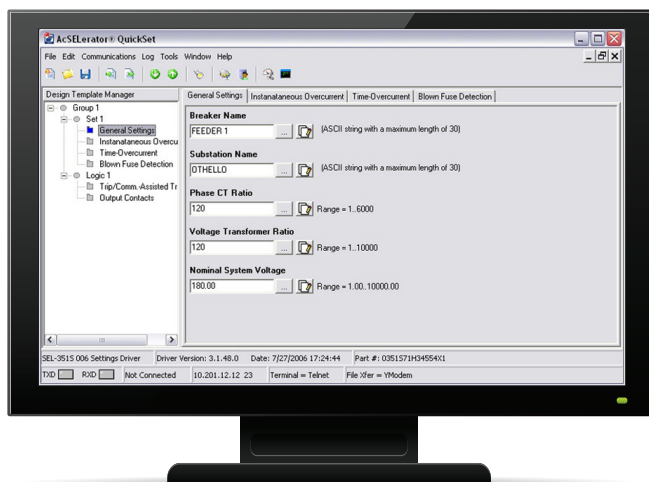 AcSELerator® QuickSet
File Edit Communications Log Tools Window Help
Design Template Manager
Group 1
Set 1
General Settings
Instanataneous Overcu
Time-Overcurrent
Blown Fuse Detection
Logic 1
Trip/Comm.-Assisted Tr
Output Contacts
General Settings Instanataneous Overcurrent Time-Overcurrent Blown Fuse Detection
Breaker Name
FEEDER 1 ... (ASCII string with a maximum length of 30)
Substation Name
OTHELLO ... (ASCII string with a maximum length of 30)
Phase CT Ratio
120 ... Range = 1..6000
Voltage Transformer Ratio
120 ... Range = 1..10000
Nominal System Voltage
180.00 ... Range = 1.00..10000.00
SEL-351S 006 Settings Driver Driver Version: 3.1.48.0 Date: 7/27/2006 17:24:44 Part #: 0351S71H34554X1
TXD RXD Not Connected 10.201.12.12 23 Terminal = Telnet File Xfer = YModem